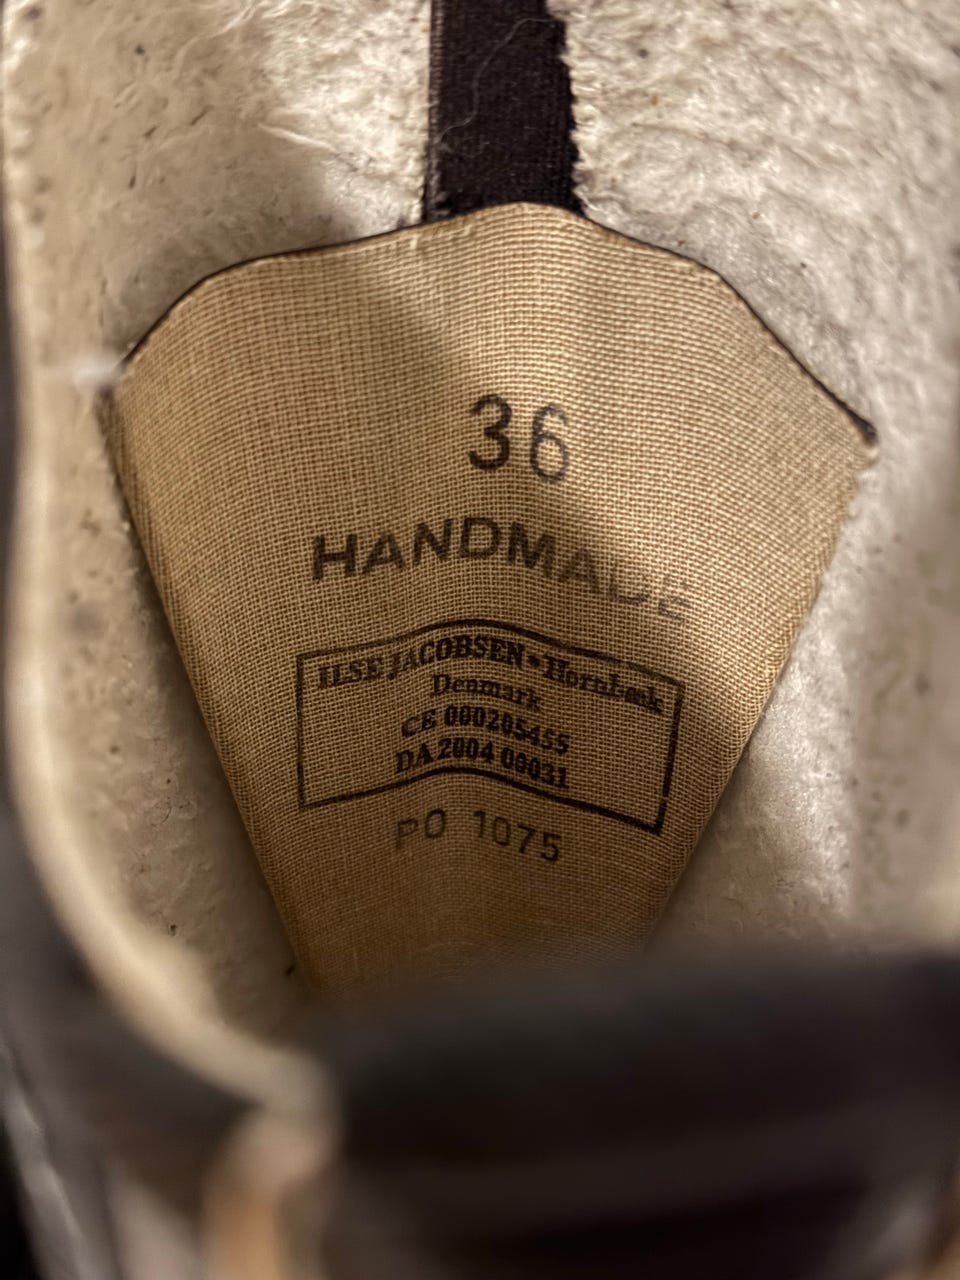 36
HANDMADE
ILSE JACOBSEN • Hornbæk
Denmark
CE 000205455
DA 2004 00031
PO 1075